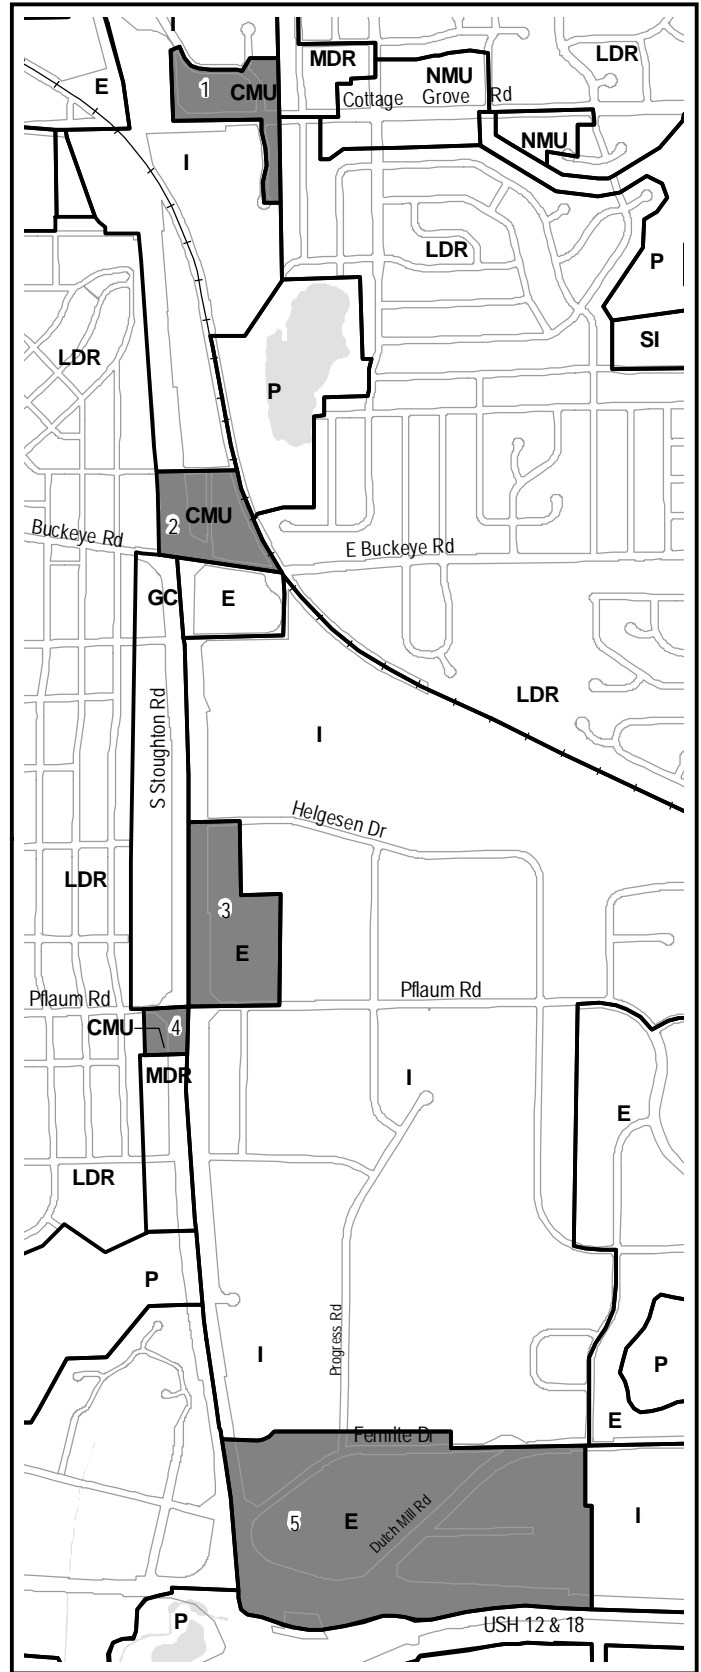 MDR
LDR
E
1
CMU
NMU
Cottage Grove Rd
NMU
I
LDR
P
SI
LDR
P
CMU
2
Buckeye Rd
E Buckeye Rd
GC
E
LDR
S Stoughton Rd
I
Helgesen Dr
LDR
3
E
Pflaum Rd
Pflaum Rd
CMU
4
MDR
I
E
LDR
P
Progress Rd
I
P
E
Femrite Dr
5
E
Dutch Mill Rd
I
P
USH 12 & 18